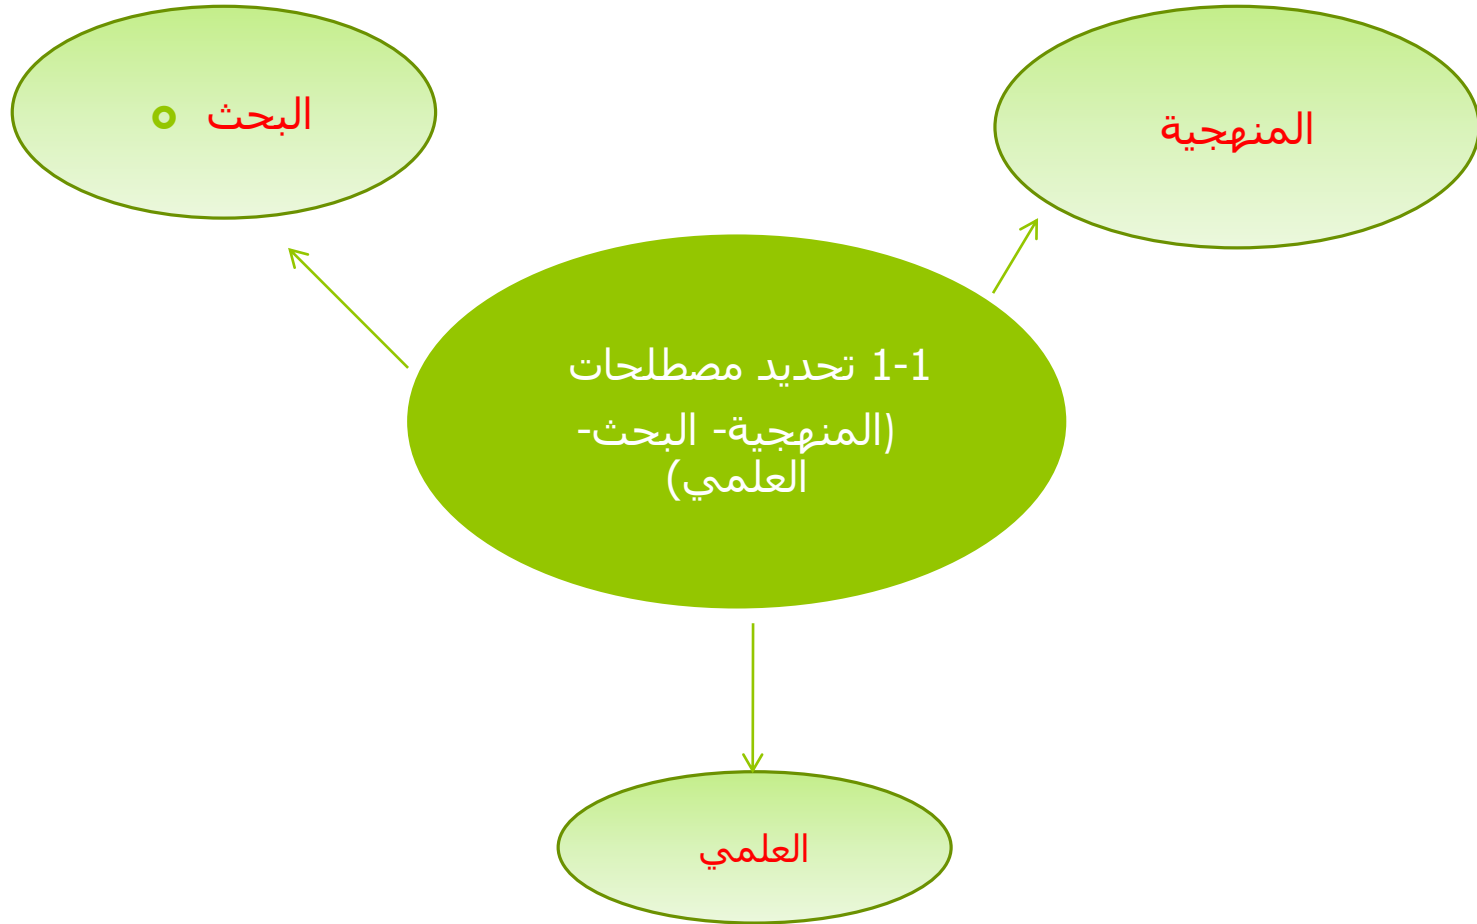 المنهجية
البحث
1-1 تحديد مصطلحات
(المنهجية- البحث-
العلمي)
العلمي